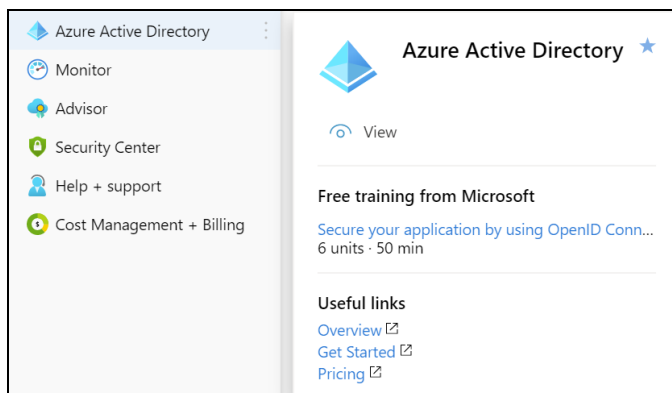 Azure Active Directory
Monitor
Advisor
Security Center
Help + support
Cost Management + Billing
Azure Active Directory
View
Free training from Microsoft
Secure your application by using OpenID Conn...
6 units · 50 min
Useful links
Overview
Get Started
Pricing